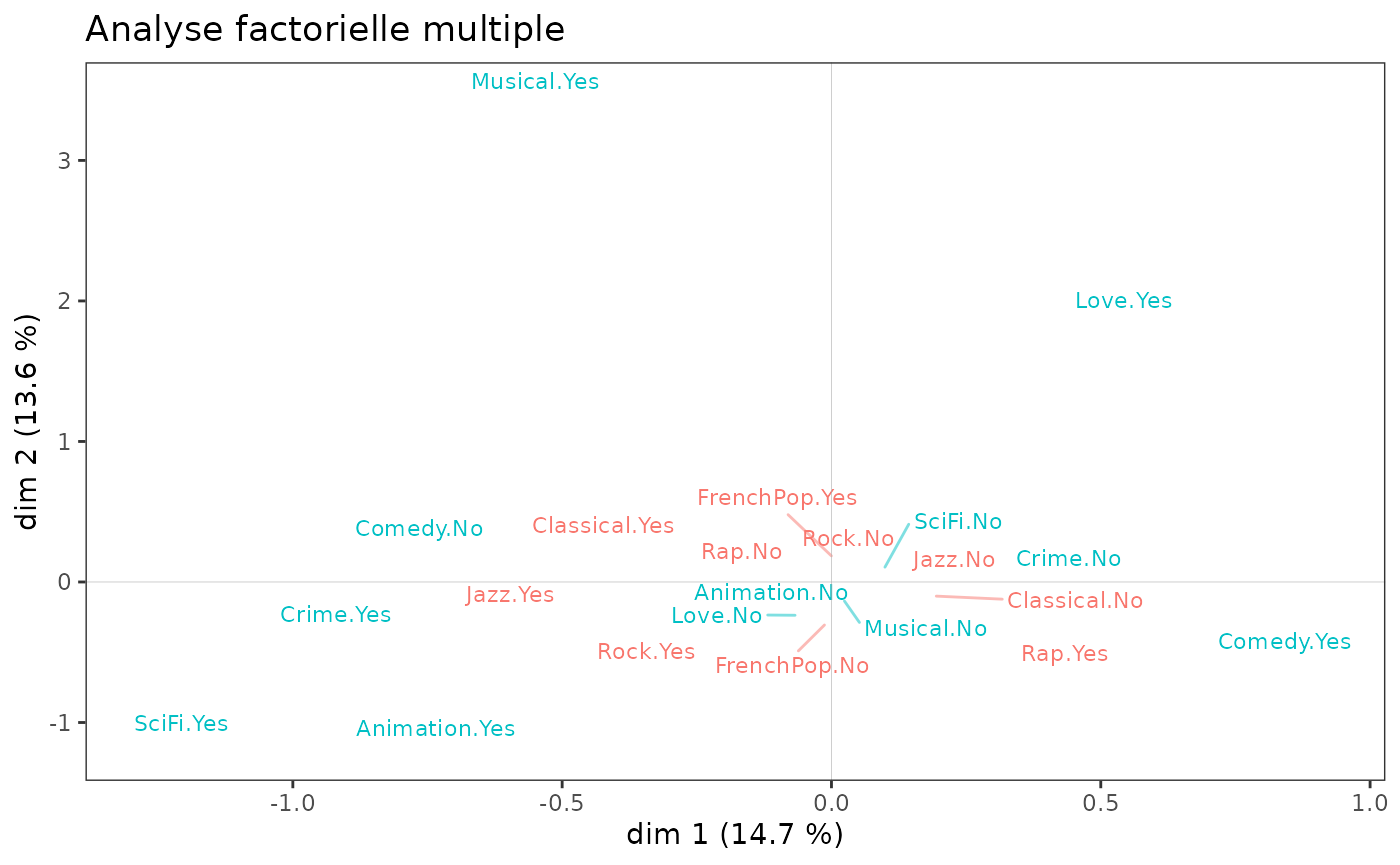 Analyse factorielle multiple
Musical.Yes
3
Love.Yes
2
1
FrenchPop.Yes
SciFi.No
Classical.Yes
Comedy.No
Rock.No
Rap.No
Jazz.No
Crime.No
0
Animation.No
Jazz.Yes
Classical.No
Crime.Yes
Love.No
Musical.No
Comedy.Yes
Rock.Yes
Rap.Yes
FrenchPop.No
SciFi.Yes
Animation.Yes
-1
-1.0 -0.5 0.0 0.5 1.0
dim 1 (14.7 %)
dim 2 (13.6 %)